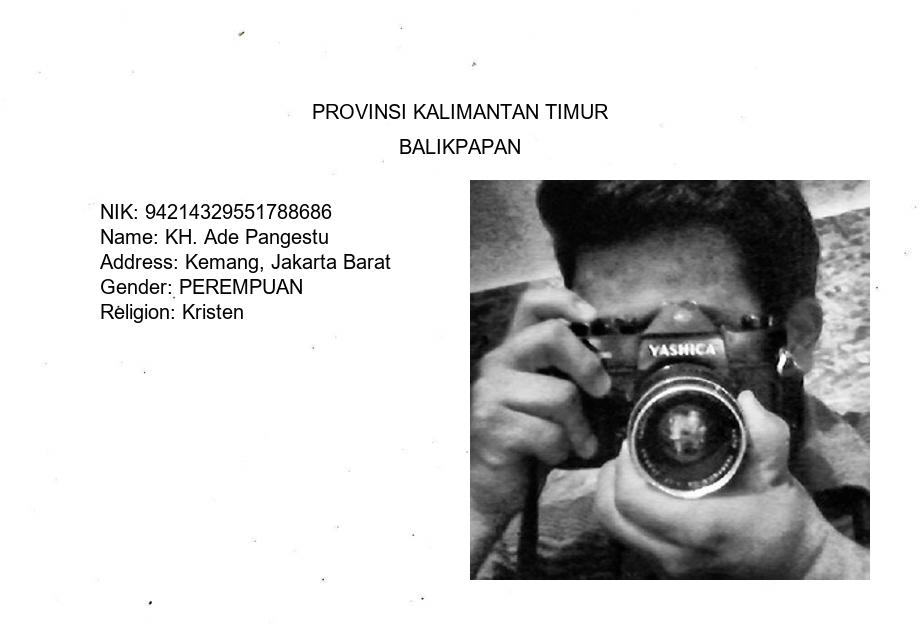 PROVINSI KALIMANTAN TIMUR
BALIKPAPAN
NIK: 94214329551788686
Name: KH. Ade Pangestu
Address: Kemang, Jakarta Barat
Gender: PEREMPUAN
Religion: Kristen
YASHICA